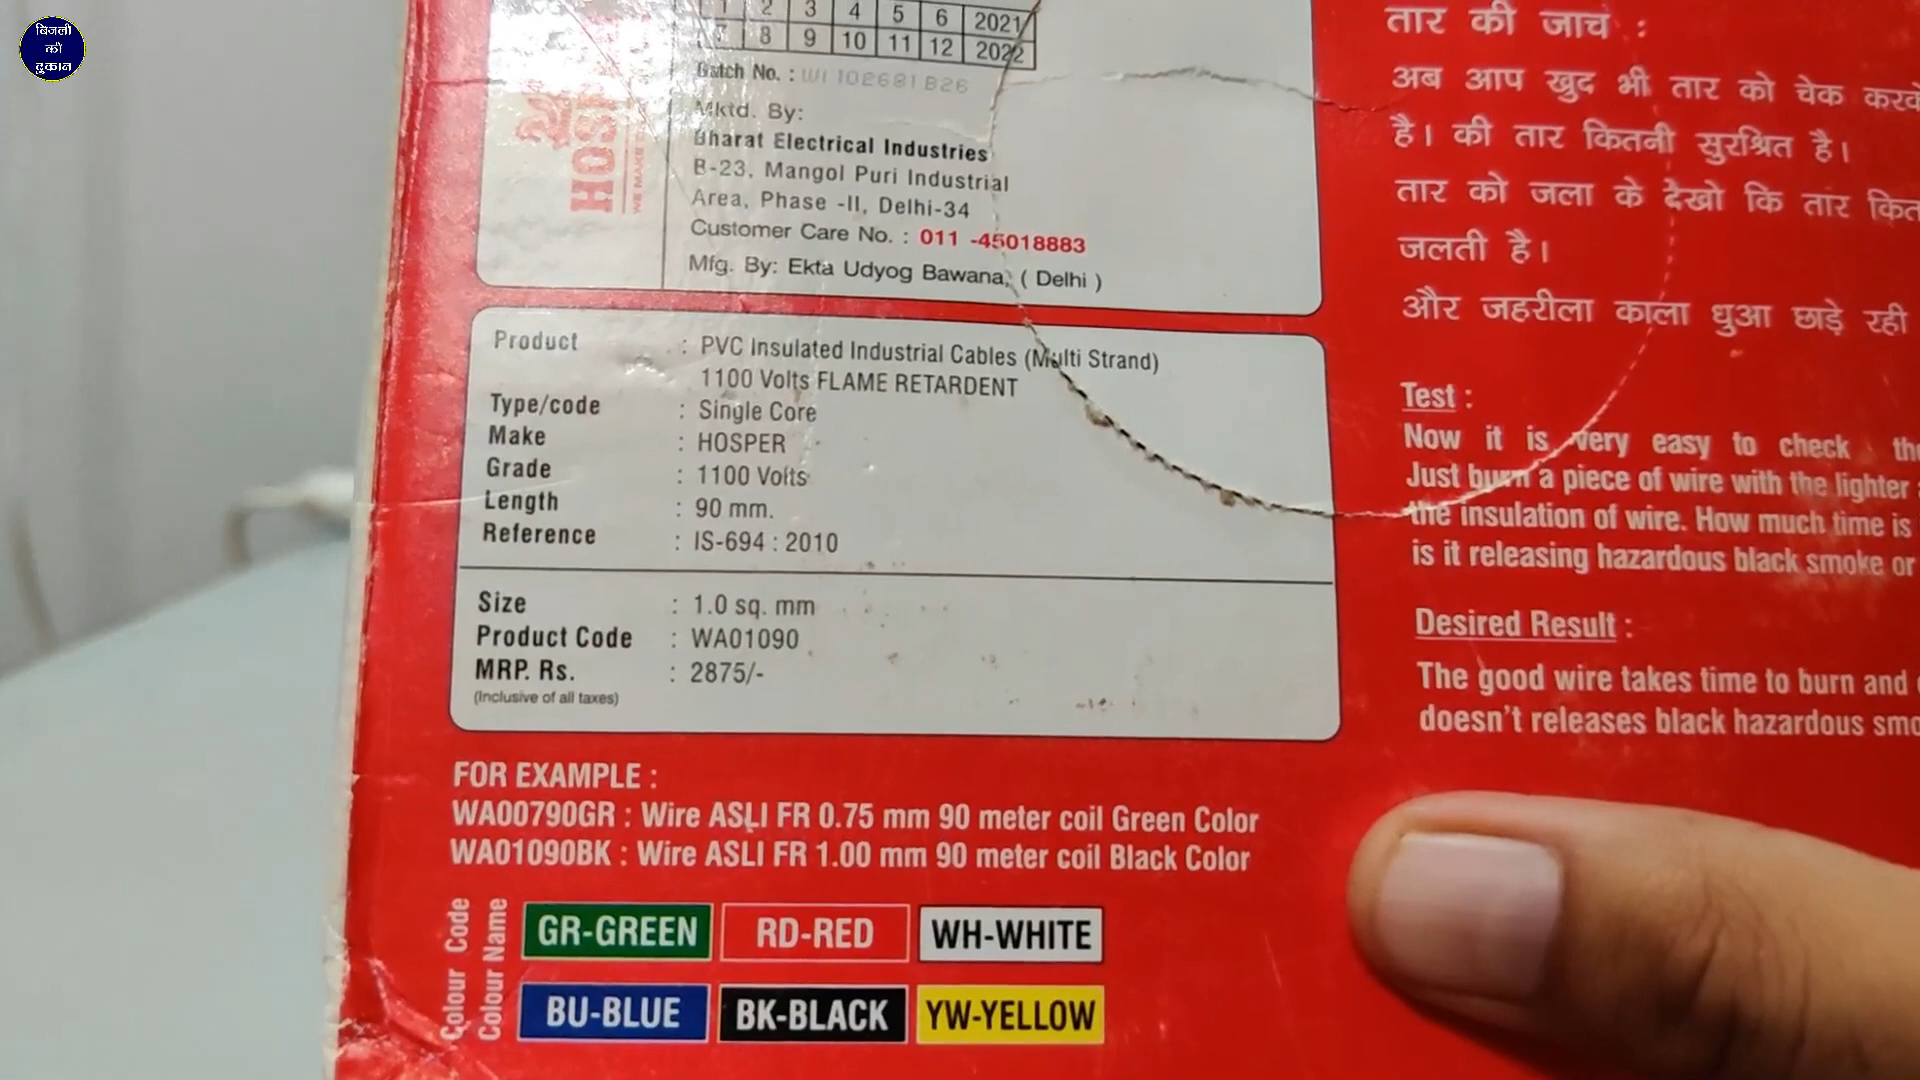 बिजली
की
दुकान
1 2 3 4 5 6 2021
7 8 9 10 11 12 2022
Batch No. : WI102681B26
Mktd. By:
Bharat Electrical Industries
B-23, Mangol Puri Industrial
Area, Phase -II, Delhi-34
Customer Care No. : 011 -45018883
Mfg. By: Ekta Udyog Bawana, ( Delhi )
Product : PVC Insulated Industrial Cables (Multi Strand)
1100 Volts FLAME RETARDENT
Type/code : Single Core
Make : HOSPER
Grade : 1100 Volts
Length : 90 mm.
Reference : IS-694 : 2010
Size : 1.0 sq. mm
Product Code : WA01090
MRP. Rs. : 2875/-
(Inclusive of all taxes)
FOR EXAMPLE :
WA00790GR : Wire ASLI FR 0.75 mm 90 meter coil Green Color
WA01090BK : Wire ASLI FR 1.00 mm 90 meter coil Black Color
Colour Code
Colour Name
GR-GREEN RD-RED WH-WHITE
BU-BLUE BK-BLACK YW-YELLOW
तार की जाच :
अब आप खुद भी तार को चेक
है। की तार कितनी सुरश्रित है।
तार को जला के देखो कि तार
जलती है।
और जहरीला काला धुआ छाड़े रही
Test :
Now it is very easy to check
Just burn a piece of wire with the lighter
the insulation of wire. How much time is
is it releasing hazardous black smoke or
Desired Result :
The good wire takes time to burn and
doesn't releases black hazardous